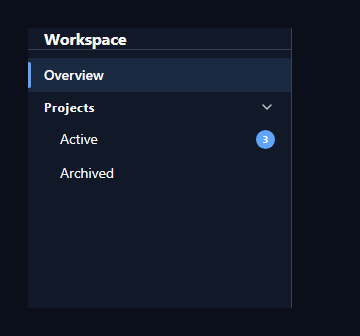 Workspace
Overview
Projects
Active 3
Archived